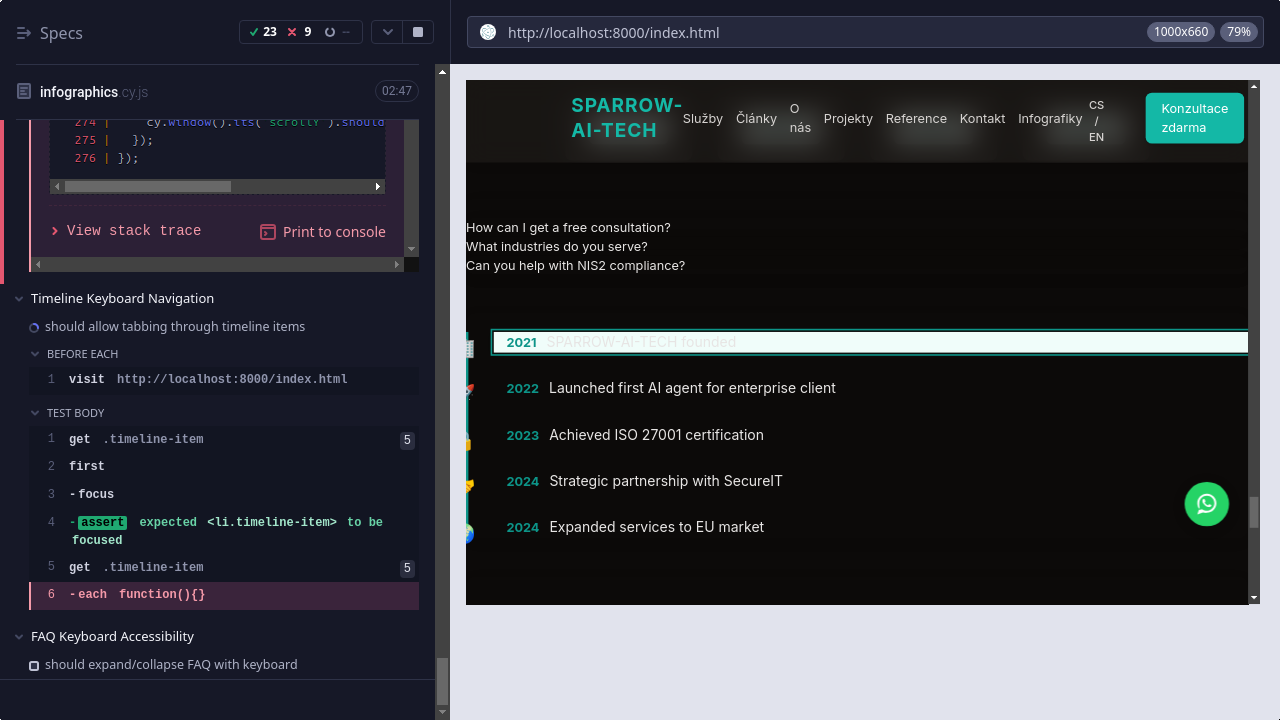 Specs
23
9
--
http://localhost:8000/index.html
1000x660
79%
infographics.cy.js
02:47
274 | cy.window().its('scrollY').should
275 | });
276 | });
View stack trace
Print to console
Timeline Keyboard Navigation
should allow tabbing through timeline items
BEFORE EACH
1 visit http://localhost:8000/index.html
TEST BODY
1 get .timeline-item 5
2 first
3 -focus
4 -assert expected <li.timeline-item> to be
focused
5 get .timeline-item 5
6 -each function(){}
FAQ Keyboard Accessibility
should expand/collapse FAQ with keyboard
SPARROW-
AI-TECH
Služby
Články
O
nás
Projekty
Reference
Kontakt
Infografiky
CS
/
EN
Konzultace
zdarma
How can I get a free consultation?
What industries do you serve?
Can you help with NIS2 compliance?
2021 SPARROW-AI-TECH founded
2022 Launched first AI agent for enterprise client
2023 Achieved ISO 27001 certification
2024 Strategic partnership with SecureIT
2024 Expanded services to EU market